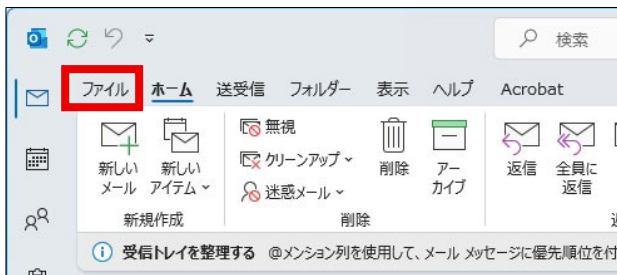 検索
ファイル ホーム 送受信 フォルダー 表示 ヘルプ Acrobat
新しい
メール
新しい
アイテム
新規作成
無視
クリーンアップ
迷惑メール
削除
アー
カイブ
削除
返信
全員に
返信
受信トレイを整理する @メンション列を使用して、メール メッセージに優先順位を付